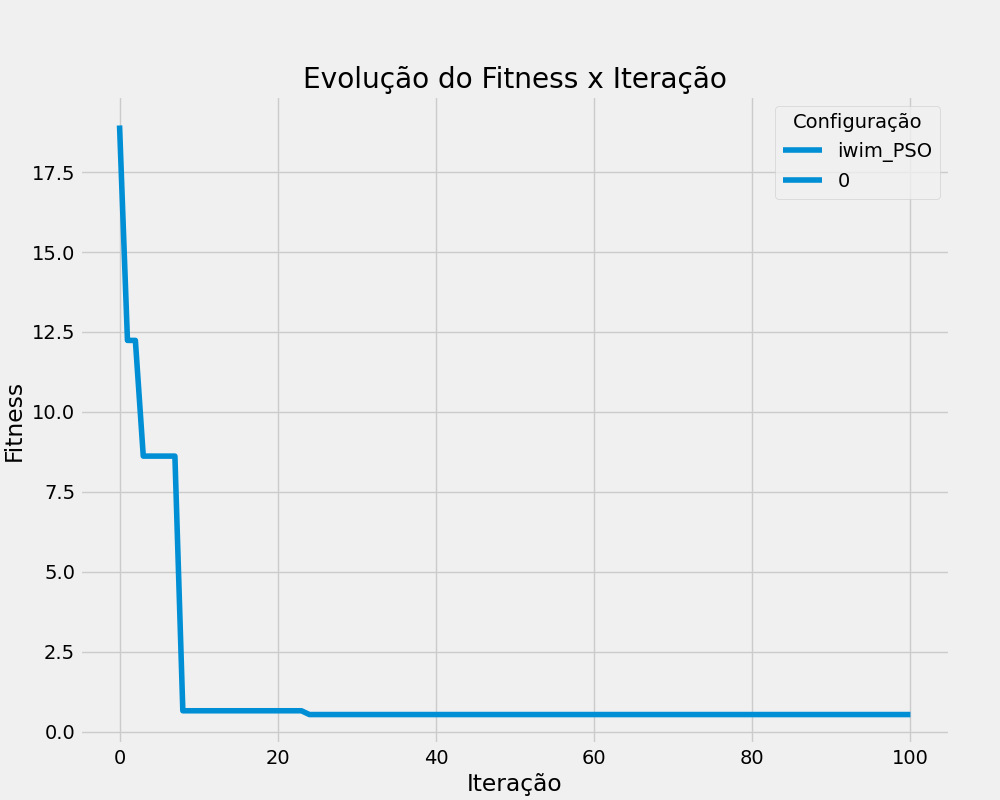 Evolução do Fitness x Iteração
Configuração
iwim_PSO
0
Fitness
17.5
15.0
12.5
10.0
7.5
5.0
2.5
0.0
0 20 40 60 80 100
Iteração